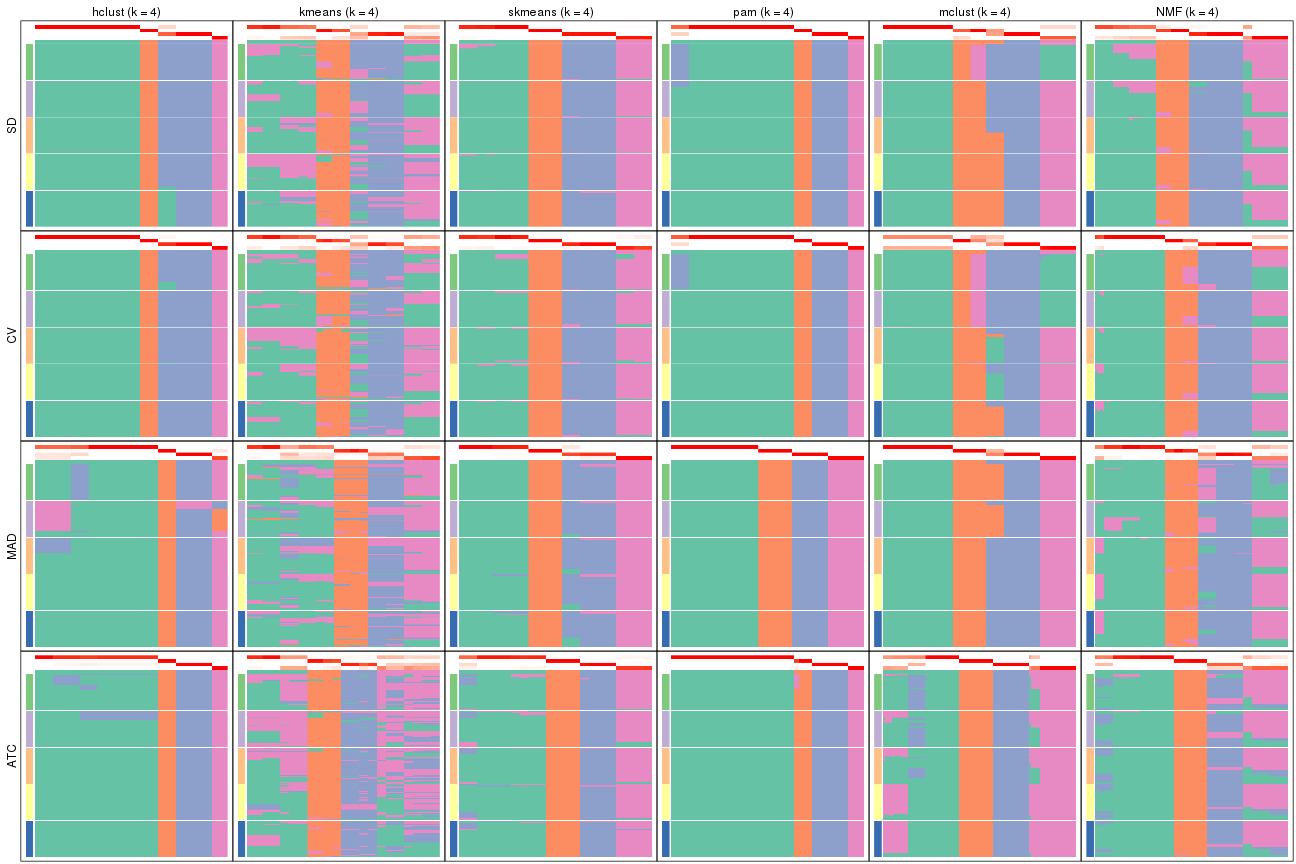 hclust (k = 4) kmeans (k = 4) skmeans (k = 4) pam (k = 4) mclust (k = 4) NMF (k = 4)
SD
CV
MAD
ATC